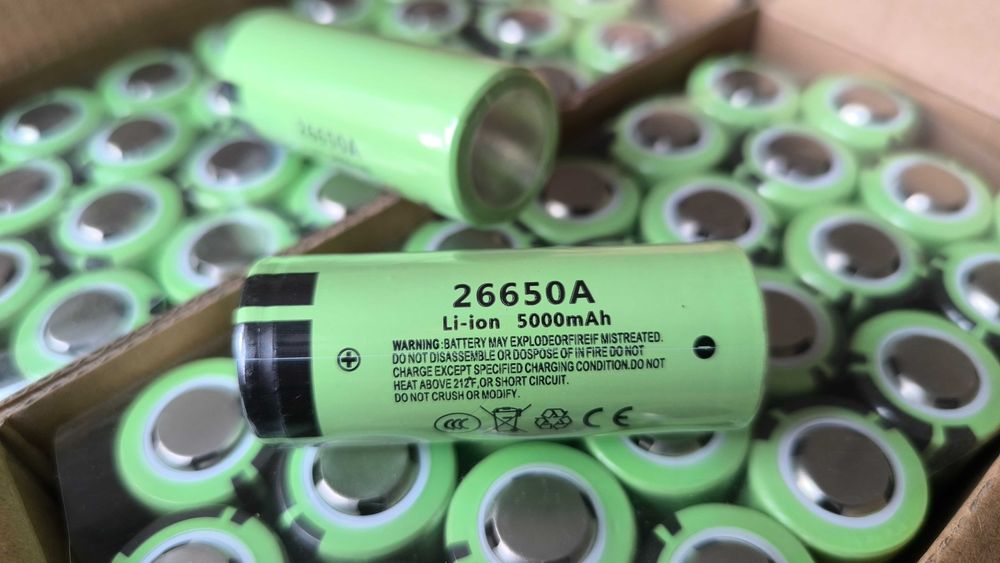 26650A
26650A
Li-ion 5000mAh
WARNING:BATTERY MAY EXPLODEORFIREIF MISTREATED.
DO NOT DISASSEMBLE OR DOSPOSE OF IN FIRE DO NOT
CHARGE EXCEPT SPECIFIED CHARGING CONDITION.DO NOT
HEAT ABOVE 212°F, OR SHORT CIRCUIT.
DO NOT CRUSH OR MODIFY.
CCC CE